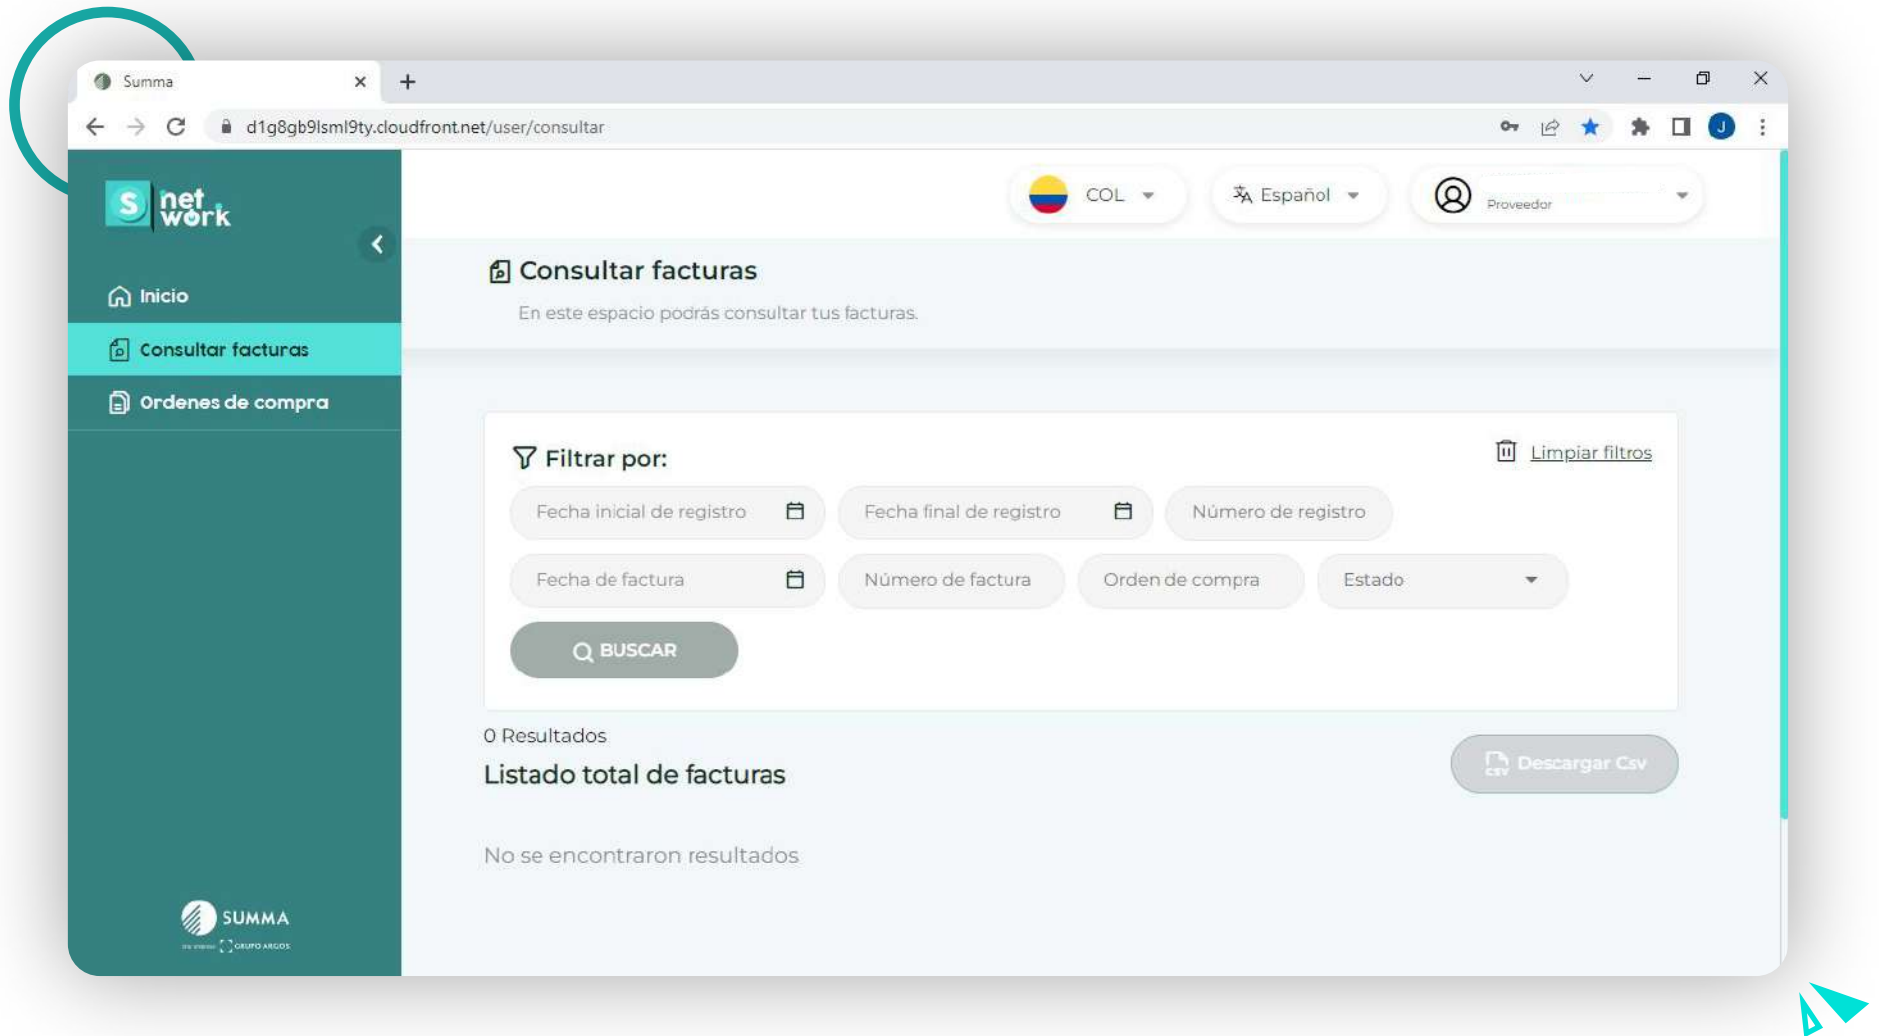 Summa
d1g8gb9lsml9ty.cloudfront.net/user/consultar
J
S net work
COL
Español
Proveedor
Inicio
Consultar facturas
Ordenes de compra
Consultar facturas
En este espacio podrás consultar tus facturas.
Filtrar por:
Limpiar filtros
Fecha inicial de registro
Fecha final de registro
Número de registro
Fecha de factura
Número de factura
Orden de compra
Estado
BUSCAR
0 Resultados
Listado total de facturas
CSV Descargar Csv
No se encontraron resultados
SUMMA
GRUPO ARGOS